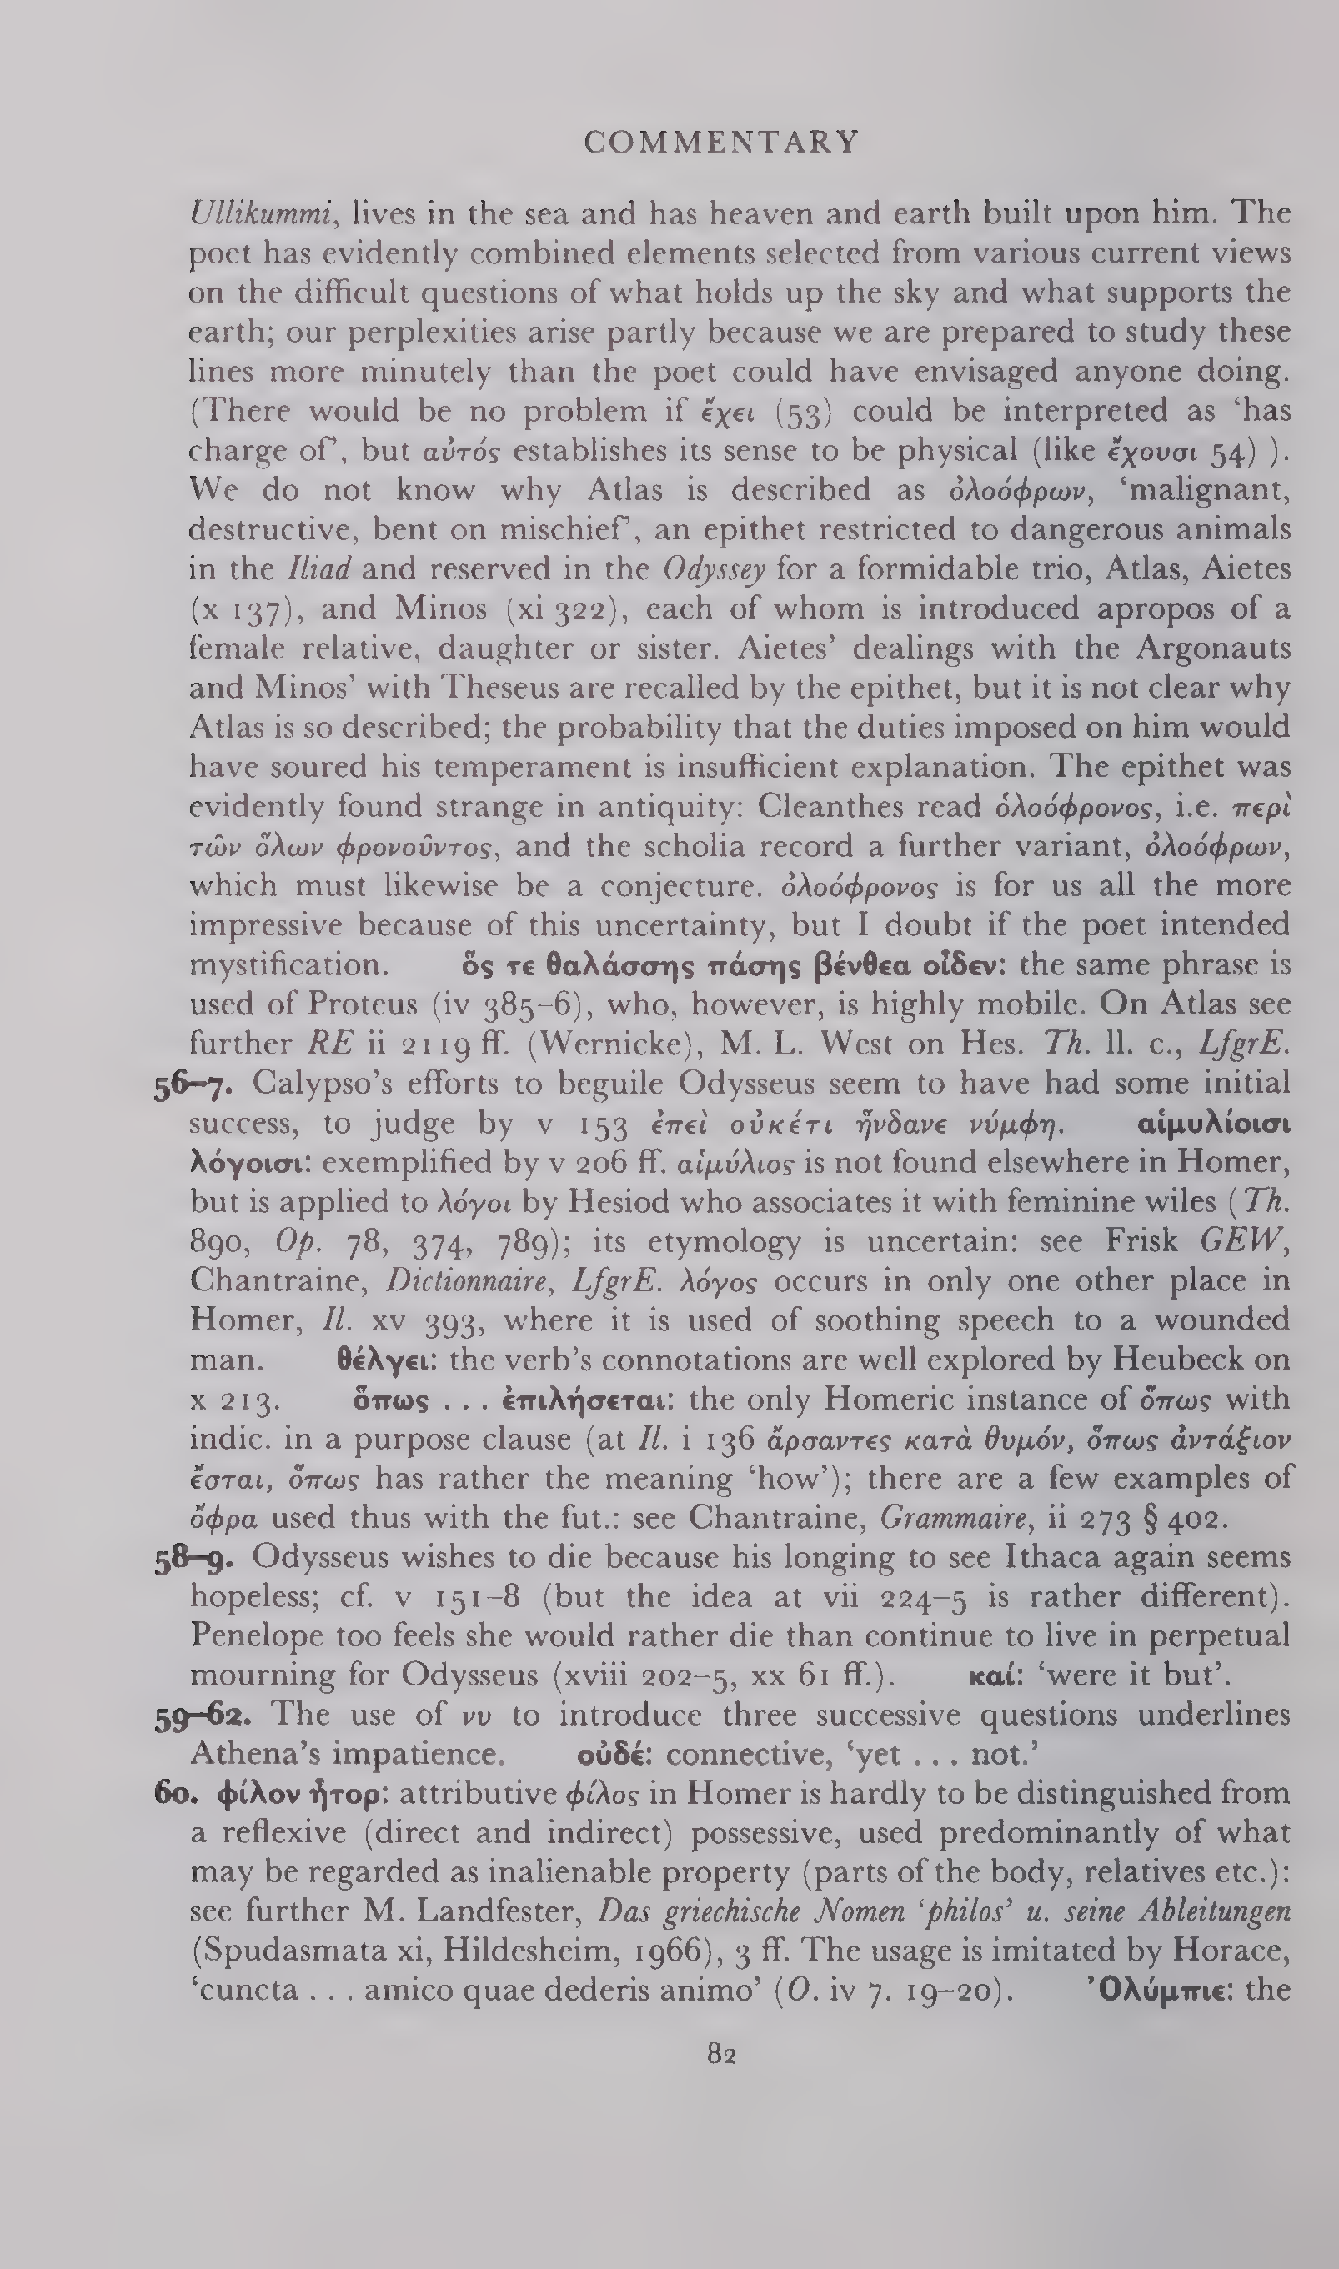 COMMENTARY
Ullikummi, lives in the sea and has heaven and earth built upon him. The
poet has evidently combined elements selected from various current views
on the difficult questions of what holds up the sky and what supports the
earth; our perplexities arise partly because we are prepared to study these
lines more minutely than the poet could have envisaged anyone doing.
(There would be no problem if ἔχει (53) could be interpreted as ‘has
charge of’, but αὐτός establishes its sense to be physical (like ἔχουσι 54) ).
We do not know why Atlas is described as ὀλοόφρων, ‘malignant,
destructive, bent on mischief’, an epithet restricted to dangerous animals
in the Iliad and reserved in the Odyssey for a formidable trio, Atlas, Aietes
(x 137), and Minos (xi 322), each of whom is introduced apropos of a
female relative, daughter or sister. Aietes’ dealings with the Argonauts
and Minos’ with Theseus are recalled by the epithet, but it is not clear why
Atlas is so described; the probability that the duties imposed on him would
have soured his temperament is insufficient explanation. The epithet was
evidently found strange in antiquity: Cleanthes read ὁλοόφρονος, i.e. περὶ
τῶν ὅλων φρονοῦντος, and the scholia record a further variant, ὀλοόφρων,
which must likewise be a conjecture. ὀλοόφρονος is for us all the more
impressive because of this uncertainty, but I doubt if the poet intended
mystification. ὅς τε θαλάσσης πάσης βένθεα οἶδεν: the same phrase is
used of Proteus (iv 385–6), who, however, is highly mobile. On Atlas see
further RE ii 2119 ff. (Wernicke), M. L. West on Hes. Th. ll. c., LfgrE.
56–7. Calypso’s efforts to beguile Odysseus seem to have had some initial
success, to judge by v 153 ἐπεὶ οὐκέτι ἥνδανε νύμφη. αἱμυλίοισι
λόγοισι: exemplified by v 206 ff. αἱμύλιος is not found elsewhere in Homer,
but is applied to λόγοι by Hesiod who associates it with feminine wiles (Th.
890, Op. 78, 374, 789); its etymology is uncertain: see Frisk GEW,
Chantraine, Dictionnaire, LfgrE. λόγος occurs in only one other place in
Homer, Il. xv 393, where it is used of soothing speech to a wounded
man. θέλγει: the verb’s connotations are well explored by Heubeck on
x 213. ὅπως . . . ἐπιλήσεται: the only Homeric instance of ὅπως with
indic. in a purpose clause (at Il. i 136 ἄρσαντες κατὰ θυμόν, ὅπως ἀντάξιον
ἔσται, ὅπως has rather the meaning ‘how’); there are a few examples of
ὄφρα used thus with the fut.: see Chantraine, Grammaire, ii 273 § 402.
58–9. Odysseus wishes to die because his longing to see Ithaca again seems
hopeless; cf. v 151–8 (but the idea at vii 224–5 is rather different).
Penelope too feels she would rather die than continue to live in perpetual
mourning for Odysseus (xviii 202–5, xx 61 ff.). καί: ‘were it but’.
59–62. The use of νυ to introduce three successive questions underlines
Athena’s impatience. οὐδέ: connective, ‘yet . . . not.’
60. φίλον ἦτορ: attributive φίλος in Homer is hardly to be distinguished from
a reflexive (direct and indirect) possessive, used predominantly of what
may be regarded as inalienable property (parts of the body, relatives etc.):
see further M. Landfester, Das griechische Nomen ‘philos’ u. seine Ableitungen
(Spudasmata xi, Hildesheim, 1966), 3 ff. The usage is imitated by Horace,
‘cuncta . . . amico quae dederis animo’ (O. iv 7. 19–20). Ὀλύμπιε: the
82